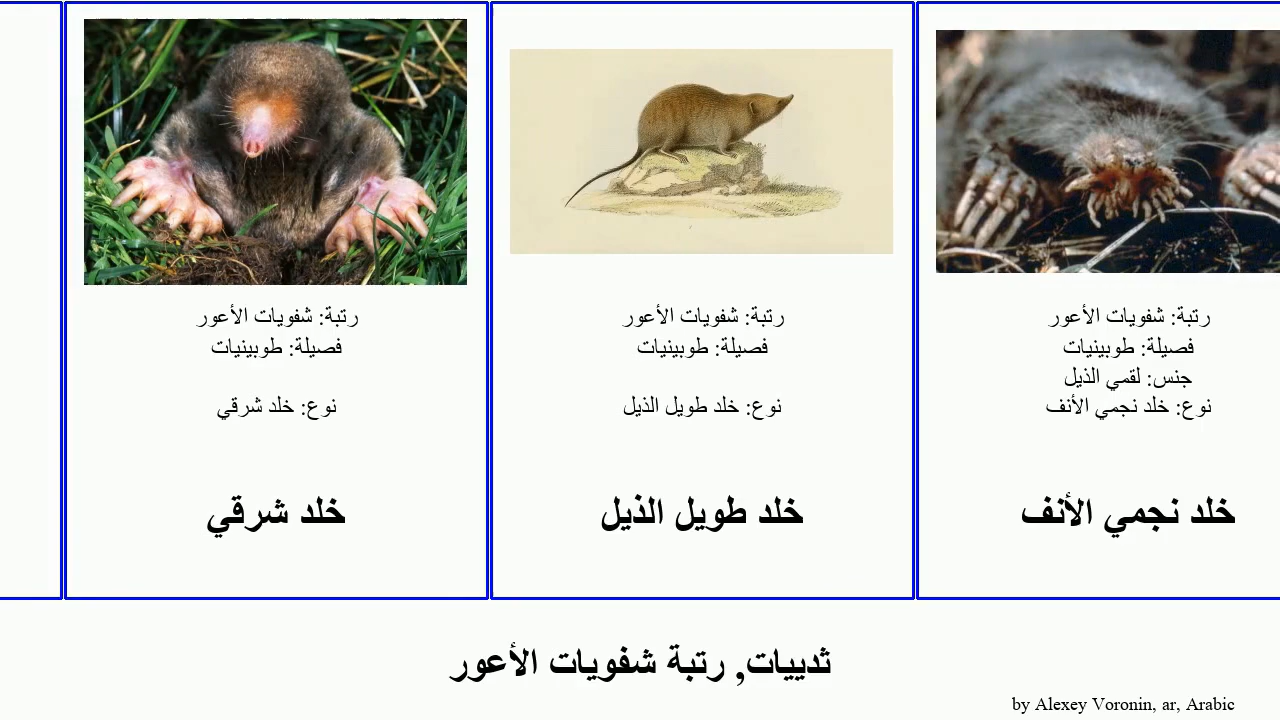 رتبة: شفويات الأعور
فصيلة: طوبينيات
جنس: لقمي الذيل
نوع: خلد نجمي الأنف
خلد نجمي الأنف
رتبة: شفويات الأعور
فصيلة: طوبينيات
نوع: خلد طويل الذيل
خلد طويل الذيل
رتبة: شفويات الأعور
فصيلة: طوبينيات
نوع: خلد شرقي
خلد شرقي
ثدييات, رتبة شفويات الأعور
by Alexey Voronin, ar, Arabic